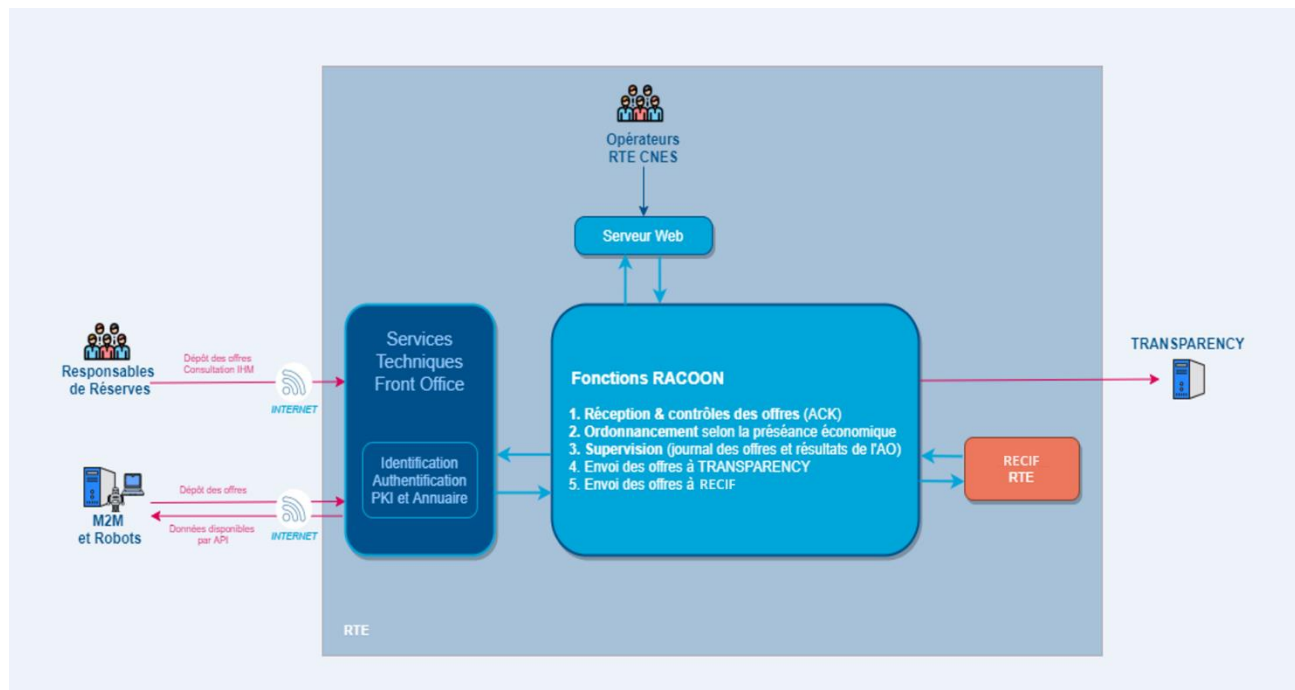 Opérateurs
RTE CNES
Serveur Web
Services
Techniques
Front Office
Identification
Authentification
PKI et Annuaire
Responsables
de Réserves
Dépôt des offres
Consultation IHM
INTERNET
M2M
et Robots
Dépôt des offres
Données disponibles
par API
INTERNET
Fonctions RACOON
1. Réception & contrôles des offres (ACK)
2. Ordonnancement selon la préséance économique
3. Supervision (journal des offres et résultats de l'AO)
4. Envoi des offres à TRANSPARENCY
5. Envoi des offres à RECIF
TRANSPARENCY
RECIF
RTE
RTE